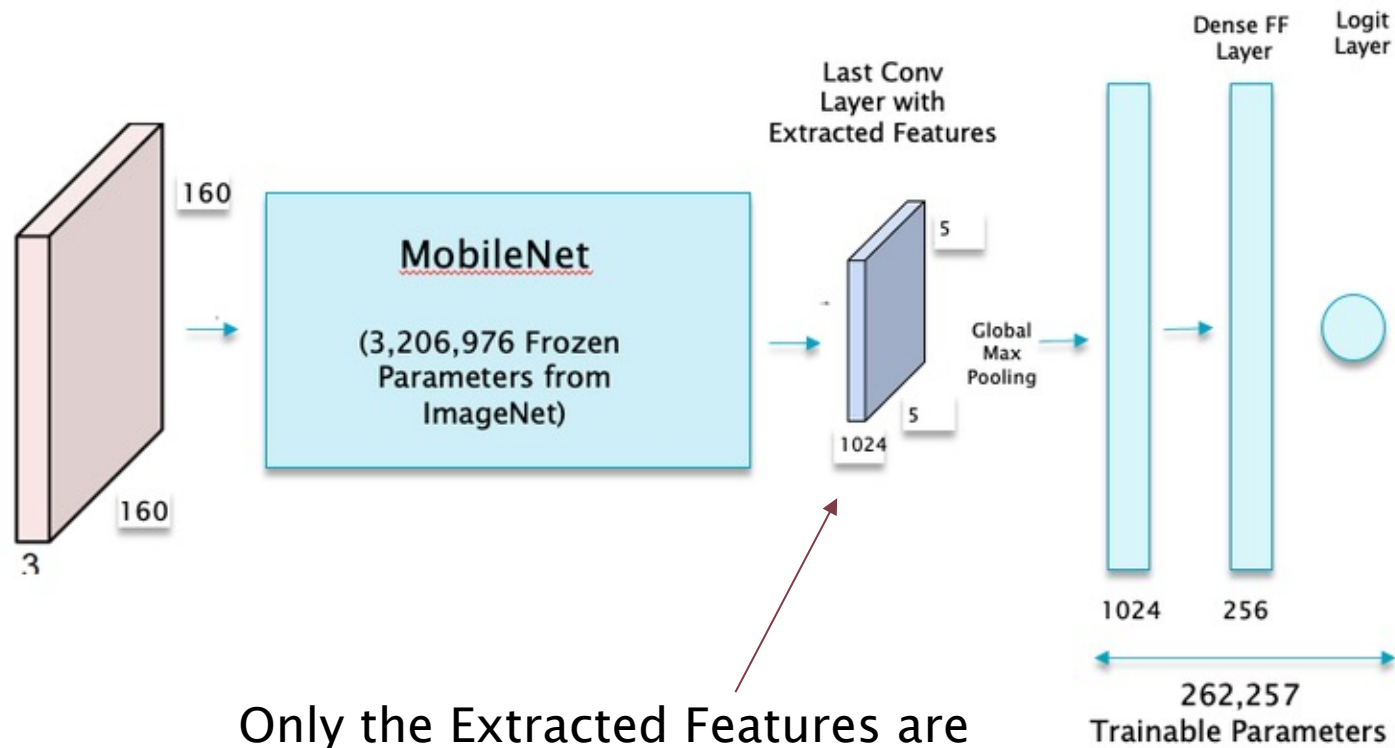 160
160
3
MobileNet
(3,206,976 Frozen
Parameters from
ImageNet)
Last Conv
Layer with
Extracted Features
5
5
1024
Global
Max
Pooling
Dense FF
Layer
Logit
Layer
1024
256
262,257
Trainable Parameters
Only the Extracted Features are